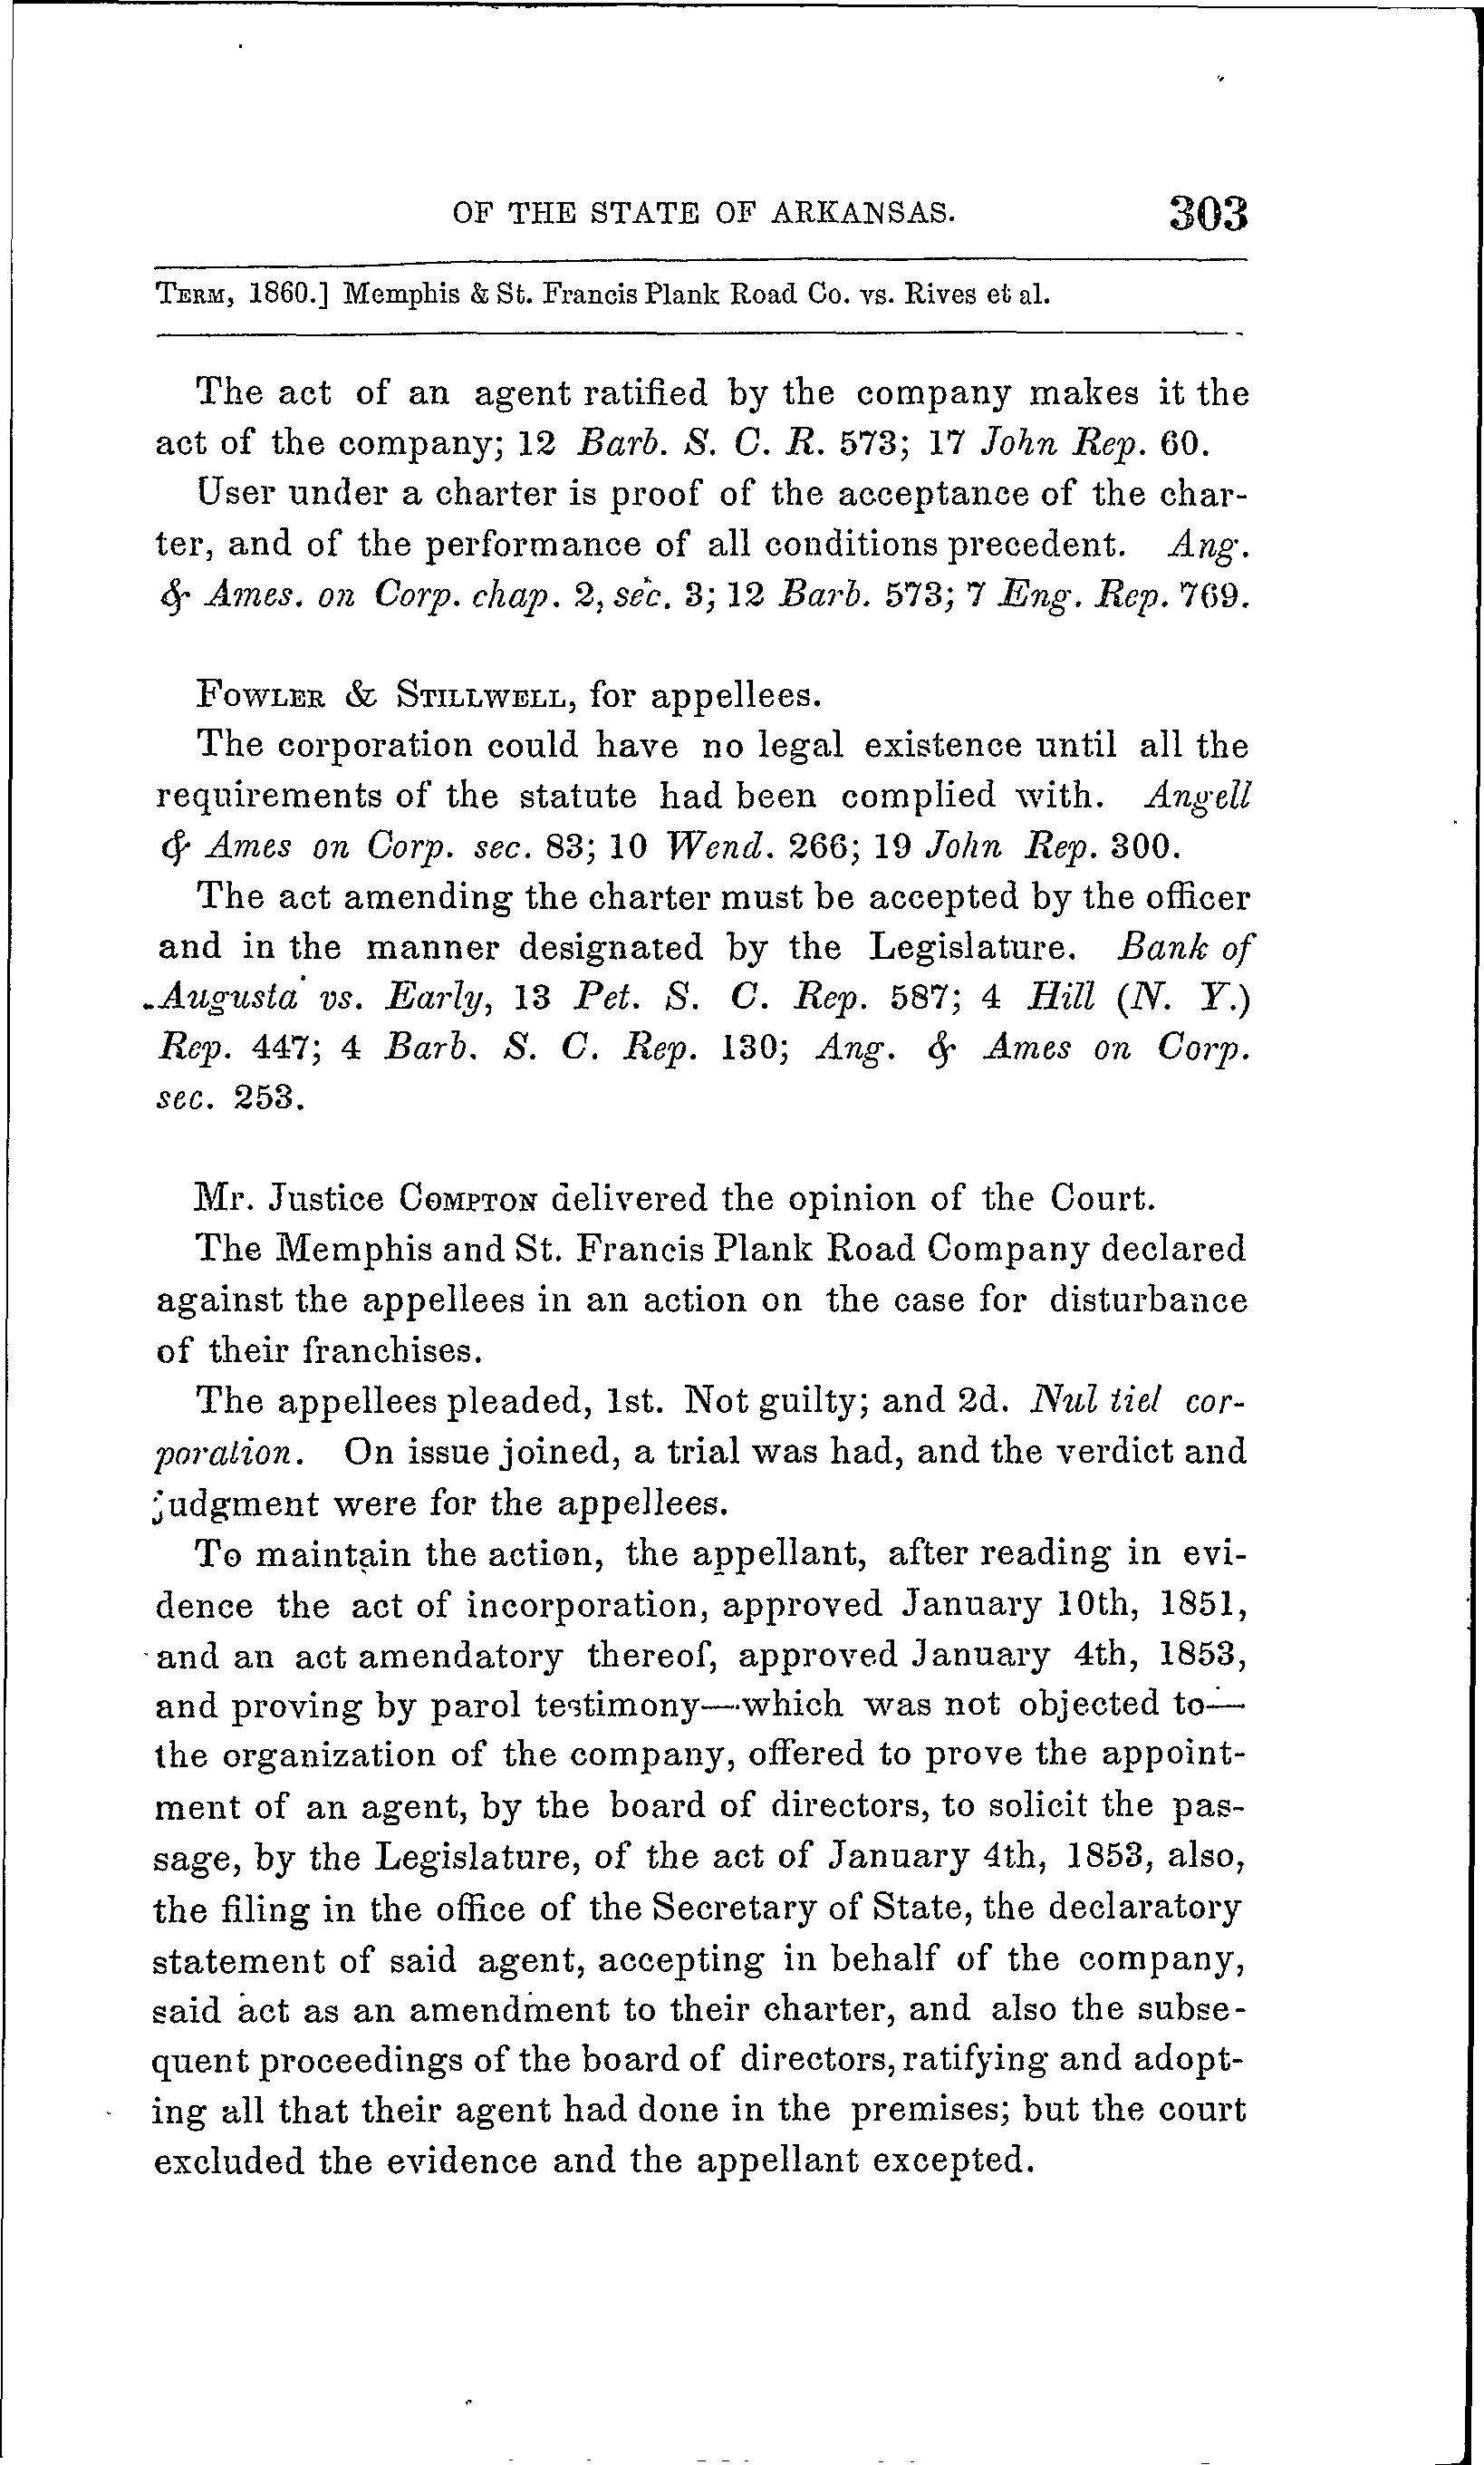 OF THE STATE OF ARKANSAS. 303
TERM, 1860.] Memphis & St. Francis Plank Road Co. vs. Rives et al.
The act of an agent ratified by the company makes it the
act of the company; 12 Barb. S. C. R. 573; 17 John Rep. 60.
User under a charter is proof of the acceptance of the char-
ter, and of the performance of all conditions precedent. Ang.
& Ames. on Corp. chap. 2, sec. 3; 12 Barb. 573; 7 Eng. Rep. 769.
FOWLER & STILLWELL, for appellees.
The corporation could have no legal existence until all the
requirements of the statute had been complied with. Angell
& Ames on Corp. sec. 83; 10 Wend. 266; 19 John Rep. 300.
The act amending the charter must be accepted by the officer
and in the manner designated by the Legislature. Bank of
Augusta vs. Early, 13 Pet. S. C. Rep. 587; 4 Hill (N. Y.)
Rep. 447; 4 Barb. S. C. Rep. 130; Ang. & Ames on Corp.
sec. 253.
Mr. Justice COMPTON delivered the opinion of the Court.
The Memphis and St. Francis Plank Road Company declared
against the appellees in an action on the case for disturbance
of their franchises.
The appellees pleaded, 1st. Not guilty; and 2d. Nul tiel cor-
poration. On issue joined, a trial was had, and the verdict and
judgment were for the appellees.
To maintain the action, the appellant, after reading in evi-
dence the act of incorporation, approved January 10th, 1851,
and an act amendatory thereof, approved January 4th, 1853,
and proving by parol testimony—which was not objected to—
the organization of the company, offered to prove the appoint-
ment of an agent, by the board of directors, to solicit the pas-
sage, by the Legislature, of the act of January 4th, 1853, also,
the filing in the office of the Secretary of State, the declaratory
statement of said agent, accepting in behalf of the company,
said act as an amendment to their charter, and also the subse-
quent proceedings of the board of directors, ratifying and adopt-
ing all that their agent had done in the premises; but the court
excluded the evidence and the appellant excepted.